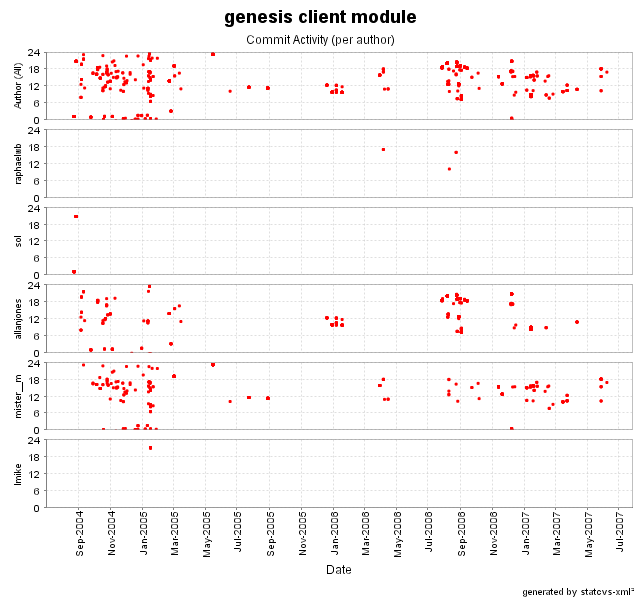 genesis client module
Commit Activity (per author)
Author (All)
24
18
12
6
0
raphaelmb
24
18
12
6
0
sol
24
18
12
6
0
allanjones
24
18
12
6
0
mister__m
24
18
12
6
0
lmike
24
18
12
6
0
Sep-2004
Nov-2004
Jan-2005
Mar-2005
May-2005
Jul-2005
Sep-2005
Nov-2005
Jan-2006
Mar-2006
May-2006
Jul-2006
Sep-2006
Nov-2006
Jan-2007
Mar-2007
May-2007
Jul-2007
Date
generated by statcvs-xml²